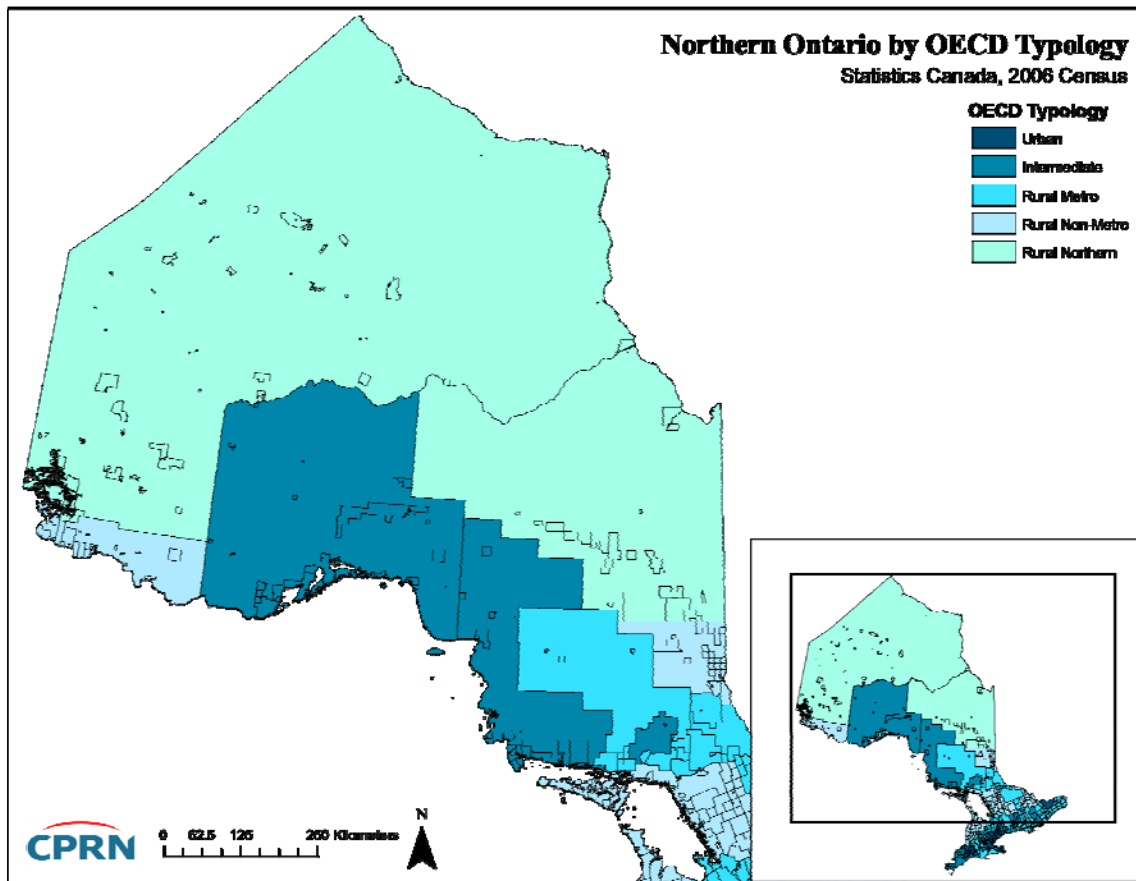 Northern Ontario by OECD Typology
Statistics Canada, 2006 Census
OECD Typology
Urban
Intermediate
Rural Metro
Rural Non-Metro
Rural Northern
CPRN
0 62.5 125 250 Kilometers
N